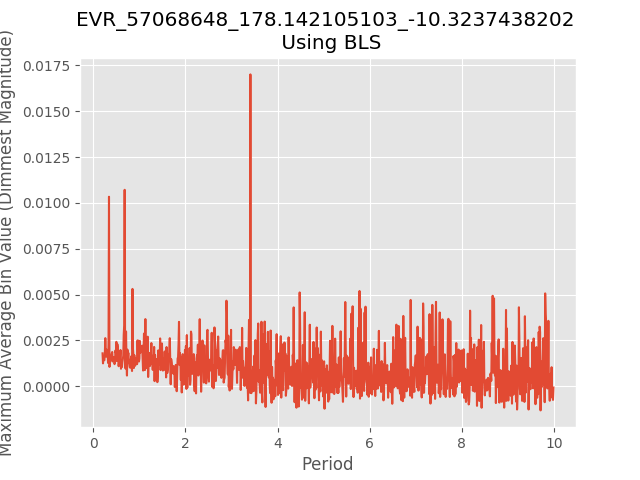 EVR_57068648_178.142105103_-10.3237438202
Using BLS
Maximum Average Bin Value (Dimmest Magnitude)
0.0175
0.0150
0.0125
0.0100
0.0075
0.0050
0.0025
0.0000
0 2 4 6 8 10
Period